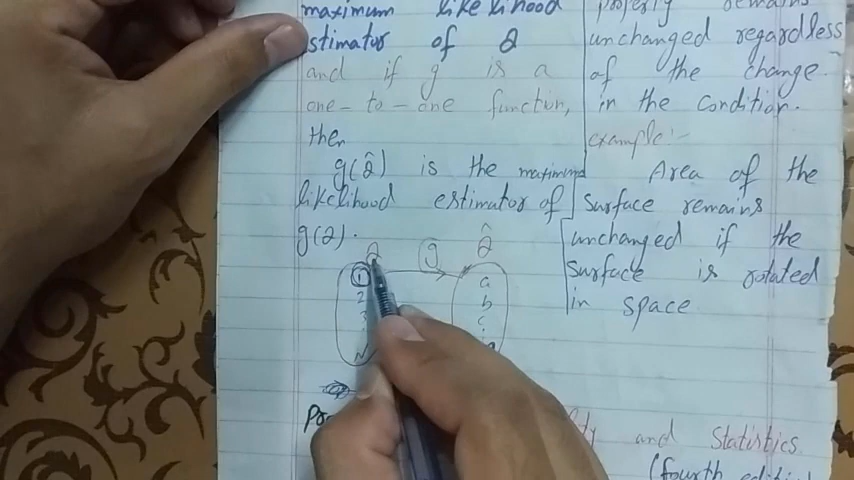 maximum likelihood
estimator of ∂
and if g is a
one-to-one function,
then
g(∂̂) is the maximum
likelihood estimator of
g(∂).
property remains
unchanged regardless
of the change
in the condition.
example:-
Area of the
surface remains
unchanged if the
surface is rotated
in space
g ∂̂
1 a
2 b
c
and Statistics
(fourth edition)